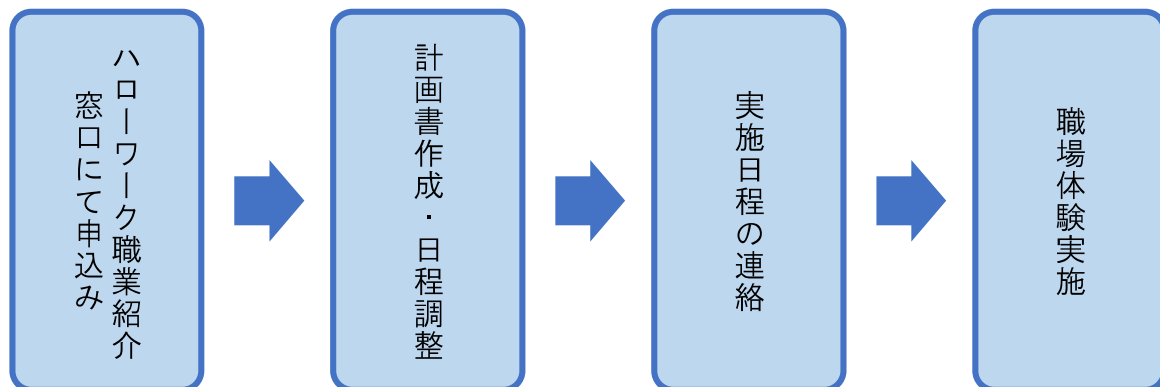 ハローワーク職業紹介
窓口にて申込み
計画書作成・日程調整
実施日程の連絡
職場体験実施